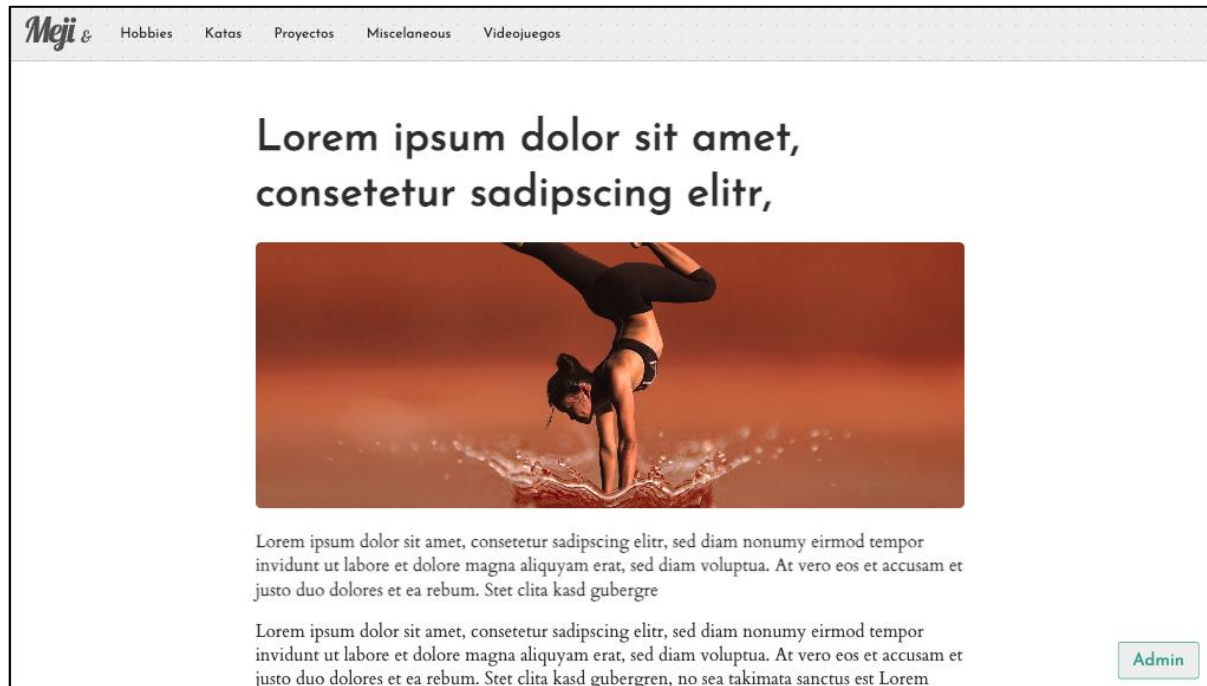 Meji &
Hobbies Katas Proyectos Miscelaneous Videojuegos
Lorem ipsum dolor sit amet,
consetetur sadipscing elitr,
Lorem ipsum dolor sit amet, consetetur sadipscing elitr, sed diam nonumy eirmod tempor
invidunt ut labore et dolore magna aliquyam erat, sed diam voluptua. At vero eos et accusam et
justo duo dolores et ea rebum. Stet clita kasd gubergre
Lorem ipsum dolor sit amet, consetetur sadipscing elitr, sed diam nonumy eirmod tempor
invidunt ut labore et dolore magna aliquyam erat, sed diam voluptua. At vero eos et accusam et
justo duo dolores et ea rebum. Stet clita kasd gubergren, no sea takimata sanctus est Lorem
Admin